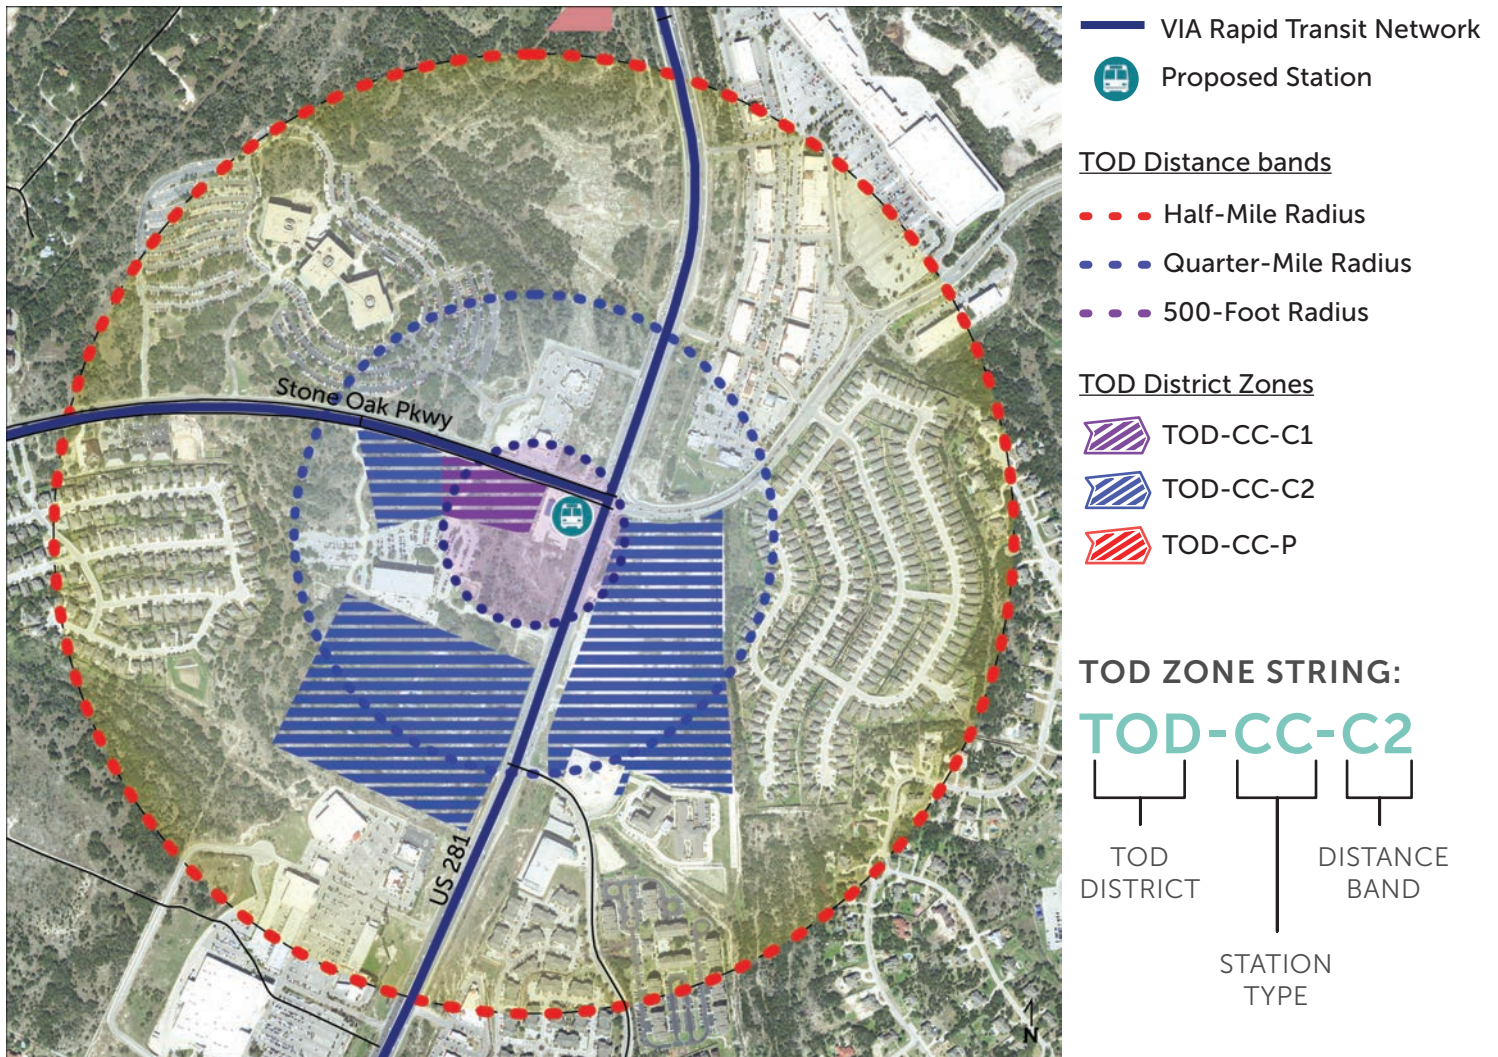 VIA Rapid Transit Network
Proposed Station
TOD Distance bands
Half-Mile Radius
Quarter-Mile Radius
500-Foot Radius
TOD District Zones
TOD-CC-C1
TOD-CC-C2
TOD-CC-P
TOD ZONE STRING:
TOD-CC-C2
TOD
DISTRICT
DISTANCE
BAND
STATION
TYPE
Stone Oak Pkwy
US 281
N